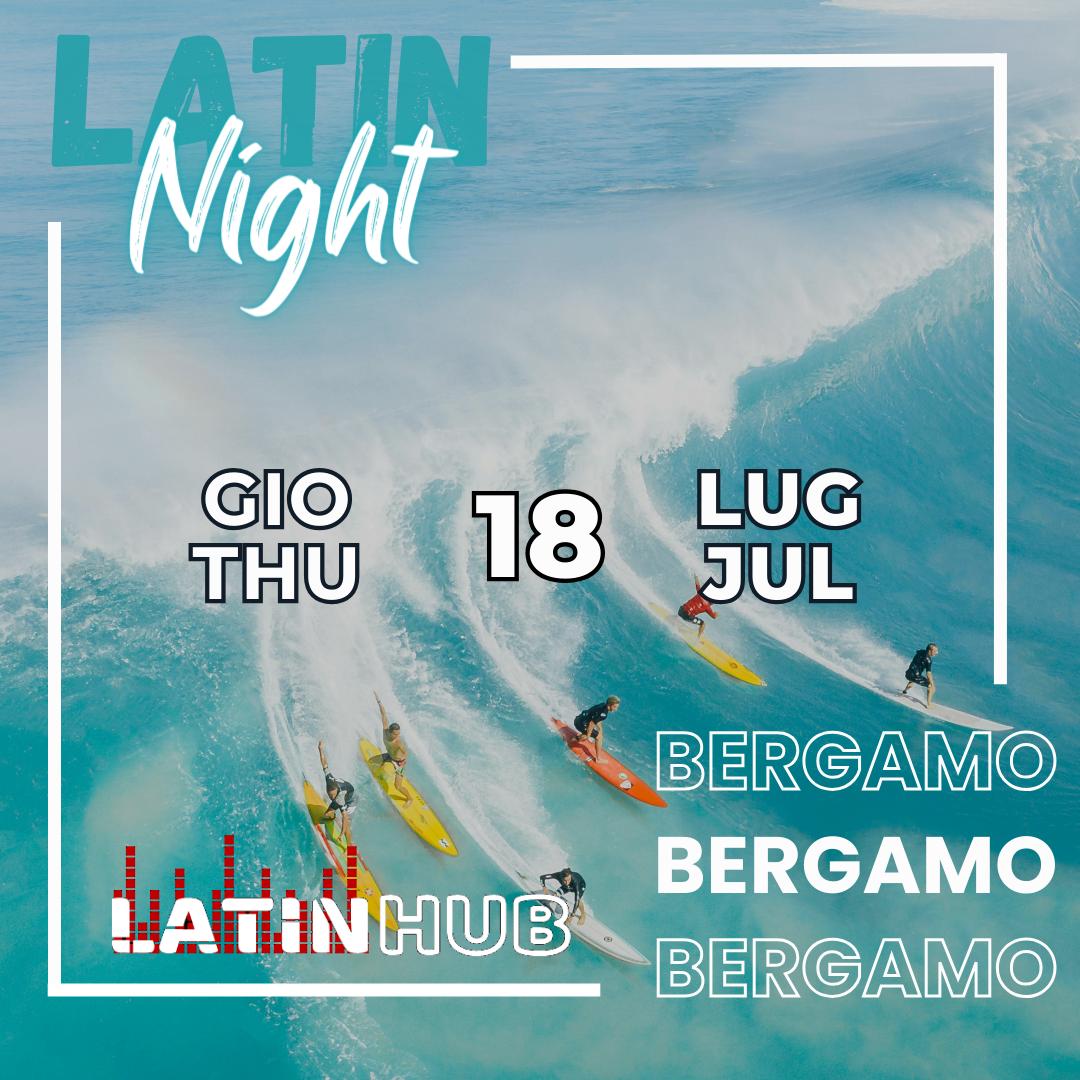 LATIN
Night
GIO 18 LUG
THU JUL
BERGAMO
BERGAMO
BERGAMO
LATINHUB